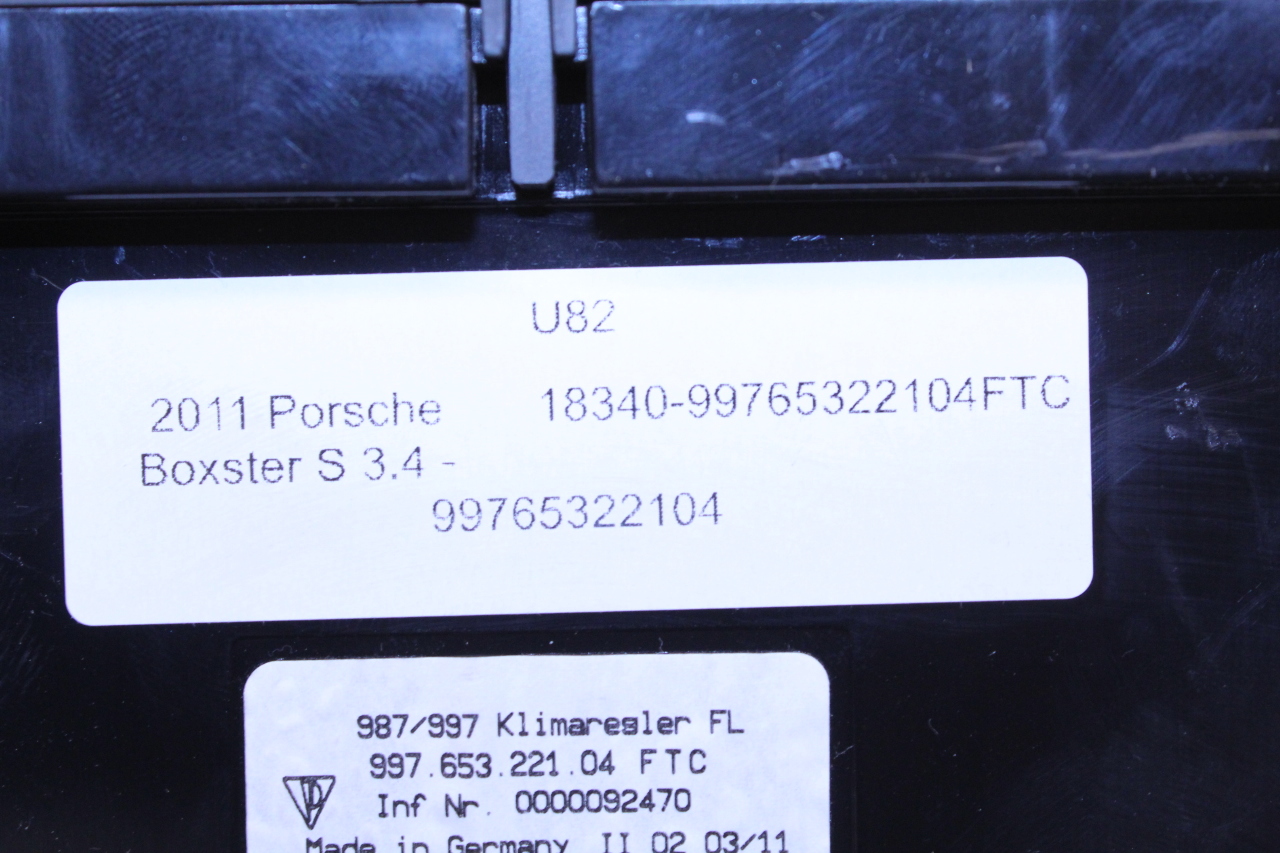 U82
2011 Porsche 18340-99765322104FTC
Boxster S 3.4 -
99765322104
987/997 Klimaregler FL
997.653.221.04 FTC
Inf Nr. 0000092470
Made in Germany II 02 03/11